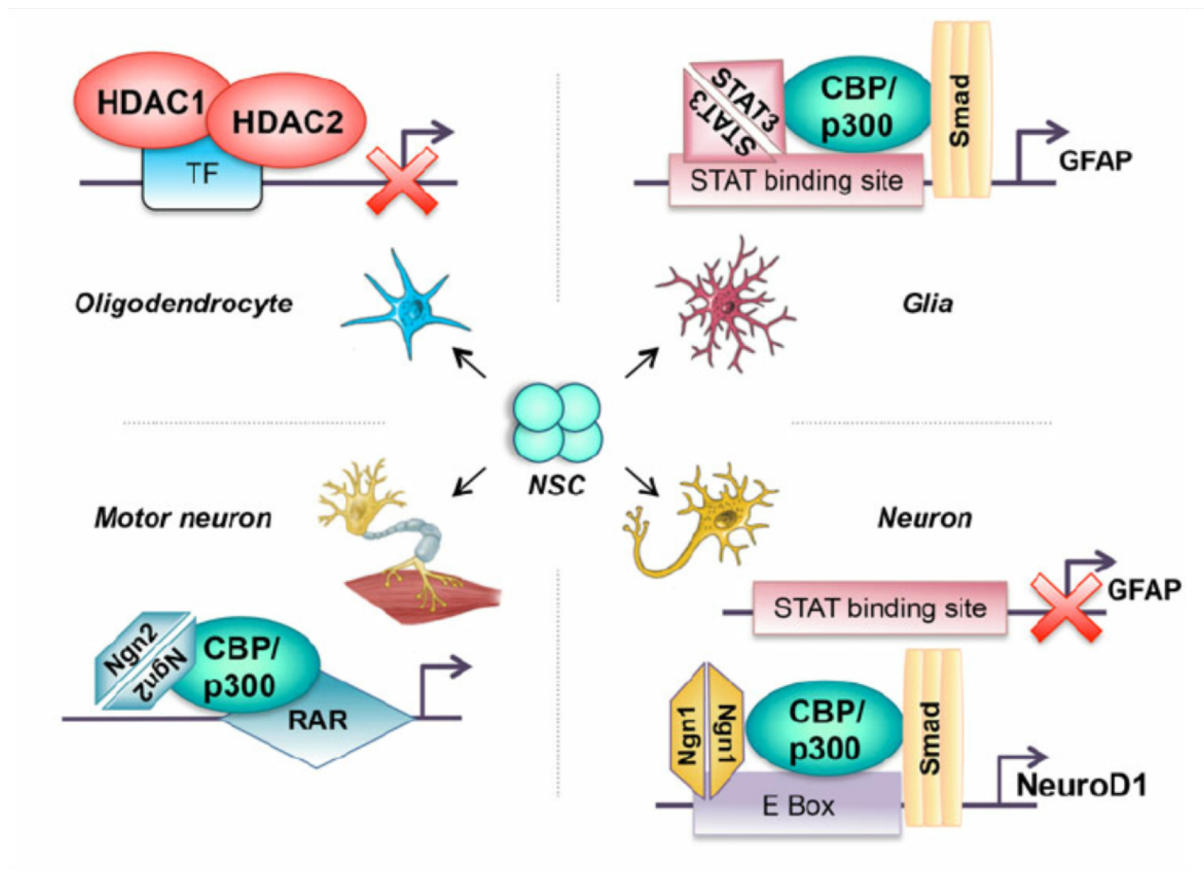 HDAC1
HDAC2
TF
Oligodendrocyte
STAT3
STAT3
CBP/
p300
Smad
STAT binding site
GFAP
Glia
NSC
Motor neuron
Ngn2
Ngn2
CBP/
p300
RAR
Neuron
STAT binding site
GFAP
Ngn1
Ngn1
CBP/
p300
Smad
E Box
NeuroD1